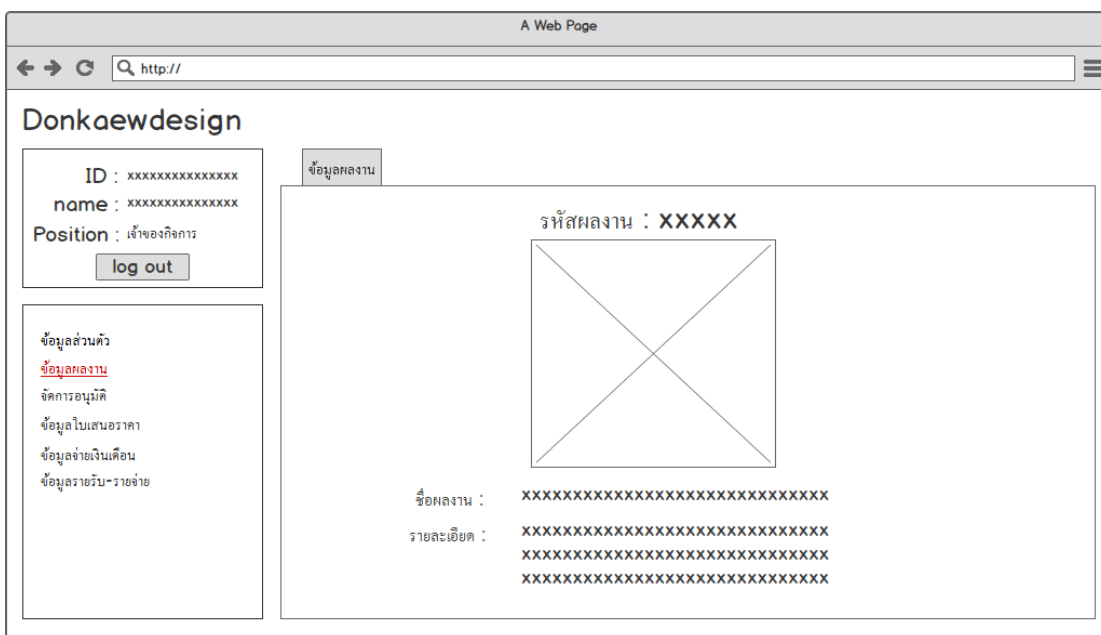 A Web Page
http://
Donkaewdesign
ID : xxxxxxxxxxxxxxx
name : xxxxxxxxxxxxxxx
Position : เจ้าของกิจการ
log out
ข้อมูลส่วนตัว
ข้อมูลผลงาน
จัดการอนุมัติ
ข้อมูลใบเสนอราคา
ข้อมูลจ่ายเงินเดือน
ข้อมูลรายรับ-รายจ่าย
ข้อมูลผลงาน
รหัสผลงาน : xxxxx
ชื่อผลงาน : xxxxxxxxxxxxxxxxxxxxxxxxxxxxxx
รายละเอียด : xxxxxxxxxxxxxxxxxxxxxxxxxxxxxx
xxxxxxxxxxxxxxxxxxxxxxxxxxxxxx
xxxxxxxxxxxxxxxxxxxxxxxxxxxxxx